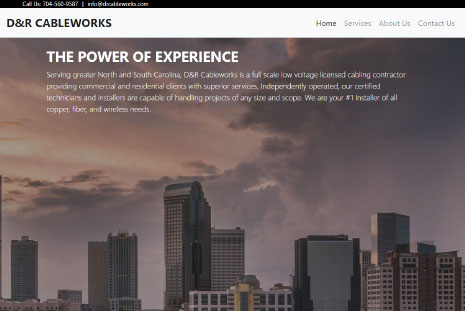 Call Us: 704-560-9587 | info@drcableworks.com
D&R CABLEWORKS
Home Services About Us Contact Us
THE POWER OF EXPERIENCE
Serving greater North and South Carolina, D&R Cableworks is a full scale low voltage licensed cabling contractor
providing commercial and residential clients with superior services. Independently operated, our certified
technicians and installers are capable of handling projects of any size and scope. We are your #1 Installer of all
copper, fiber, and wireless needs.